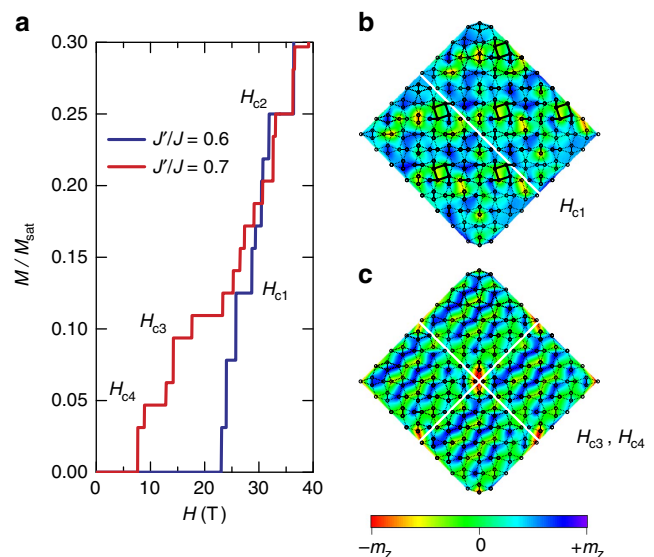 a
0.30
0.25
0.20
0.15
0.10
0.05
0.00
M / Msat
0
10
20
30
40
H (T)
J′/J = 0.6
J′/J = 0.7
Hc2
Hc1
Hc3
Hc4
b
Hc1
c
Hc3 , Hc4
−mz
0
+mz